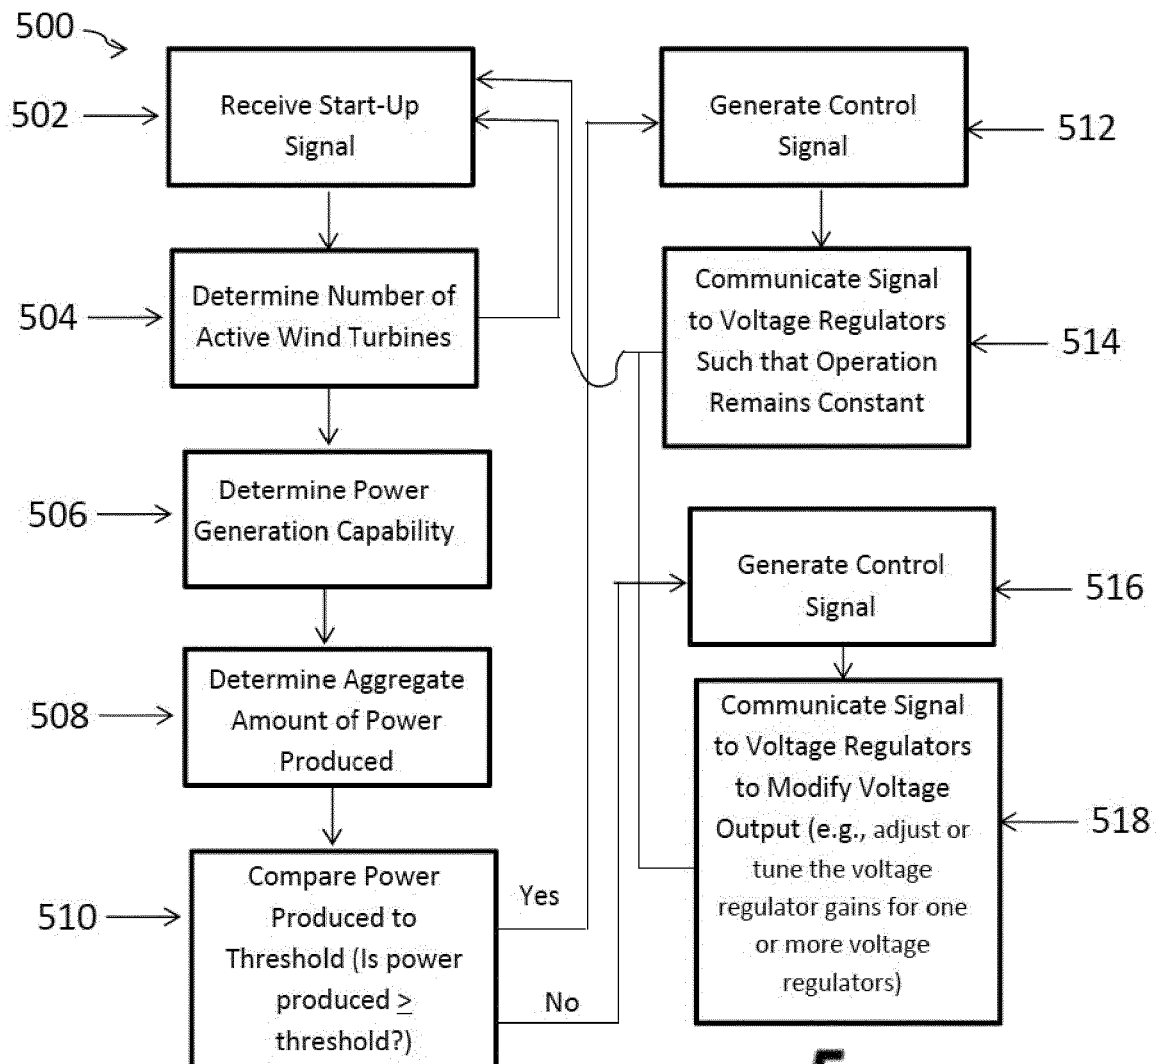 500
502
Receive Start-Up
Signal
504
Determine Number of
Active Wind Turbines
506
Determine Power
Generation Capability
508
Determine Aggregate
Amount of Power
Produced
510
Compare Power
Produced to
Threshold (Is power
produced ≥
threshold?)
Yes
No
Generate Control
Signal
512
Communicate Signal
to Voltage Regulators
Such that Operation
Remains Constant
514
Generate Control
Signal
516
Communicate Signal
to Voltage Regulators
to Modify Voltage
Output (e.g., adjust or
tune the voltage
regulator gains for one
or more voltage
regulators)
518